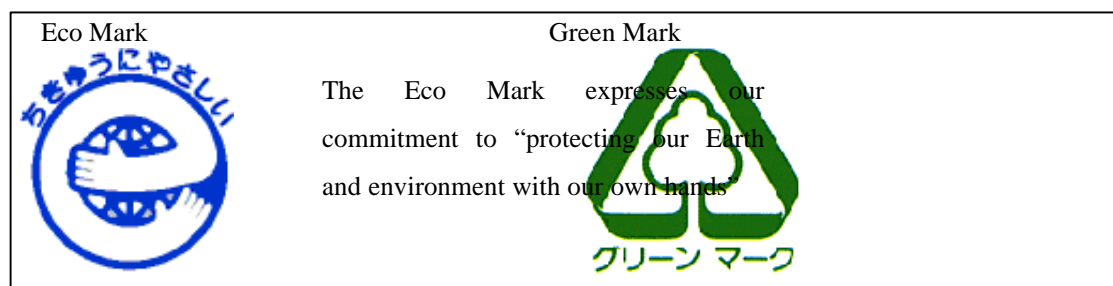 Eco Mark
Green Mark
ちきゅうにやさしい
The Eco Mark expresses our
commitment to “protecting our Earth
and environment with our own hands”
グリーン マーク